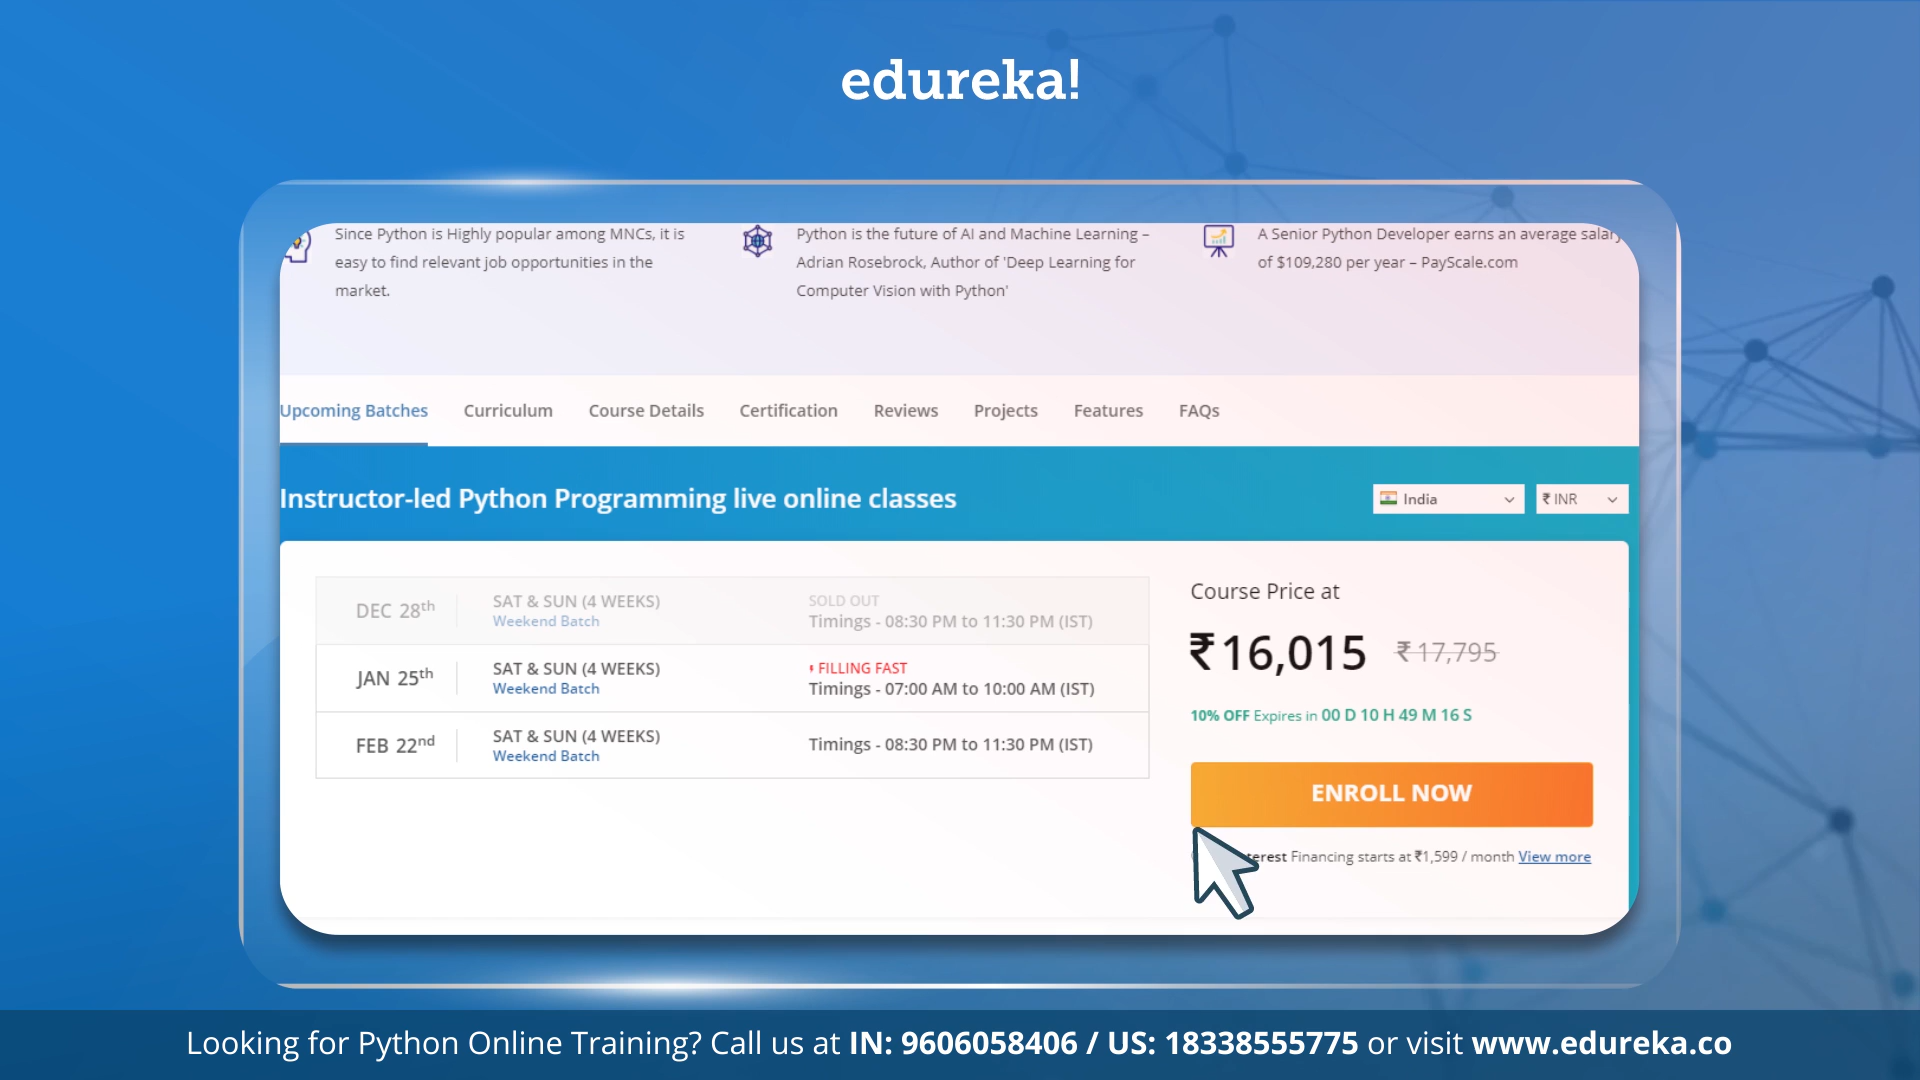 edureka!
Since Python is Highly popular among MNCs, it is
easy to find relevant job opportunities in the
market.
Python is the future of AI and Machine Learning –
Adrian Rosebrock, Author of 'Deep Learning for
Computer Vision with Python'
A Senior Python Developer earns an average salary
of $109,280 per year – PayScale.com
Upcoming Batches Curriculum Course Details Certification Reviews Projects Features FAQs
Instructor-led Python Programming live online classes
India ₹ INR
DEC 28th
SAT & SUN (4 WEEKS)
Weekend Batch
SOLD OUT
Timings - 08:30 PM to 11:30 PM (IST)
JAN 25th
SAT & SUN (4 WEEKS)
Weekend Batch
FILLING FAST
Timings - 07:00 AM to 10:00 AM (IST)
FEB 22nd
SAT & SUN (4 WEEKS)
Weekend Batch
Timings - 08:30 PM to 11:30 PM (IST)
Course Price at
₹16,015 ₹17,795
10% OFF Expires in 00 D 10 H 49 M 16 S
ENROLL NOW
Financing starts at ₹1,599 / month View more
Looking for Python Online Training? Call us at IN: 9606058406 / US: 18338555775 or visit www.edureka.co